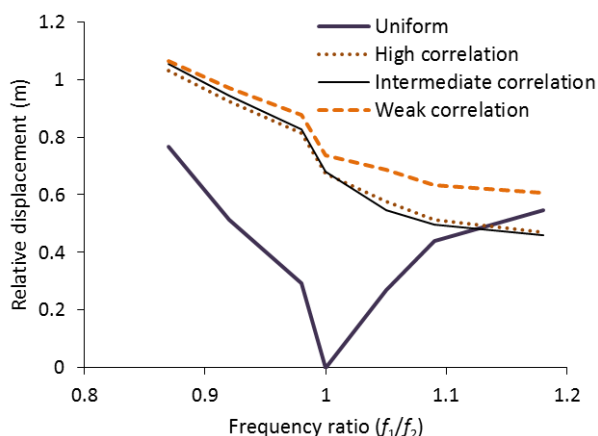 1.2
1
0.8
0.6
0.4
0.2
0
Relative displacement (m)
Uniform
High correlation
Intermediate correlation
Weak correlation
0.8 0.9 1 1.1 1.2
Frequency ratio (f₁/f₂)